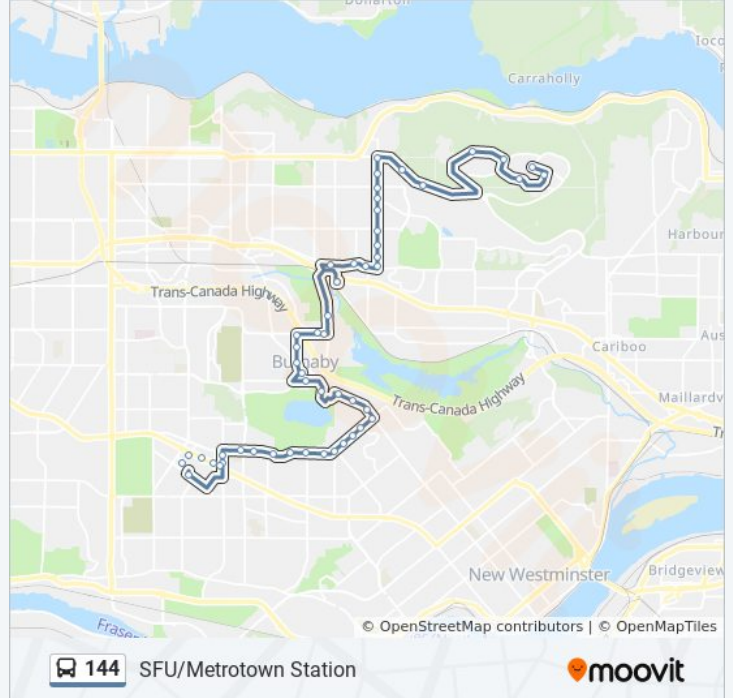 Dollarton
Ioco
Carraholly
Harbour
Trans-Canada Highway
Aus
Cariboo
Burnaby
Trans-Canada Highway
Maillardv
Tr
New Westminster
Bridgeview
Fraser
© OpenStreetMap contributors | © OpenMapTiles
144 SFU/Metrotown Station
moovit